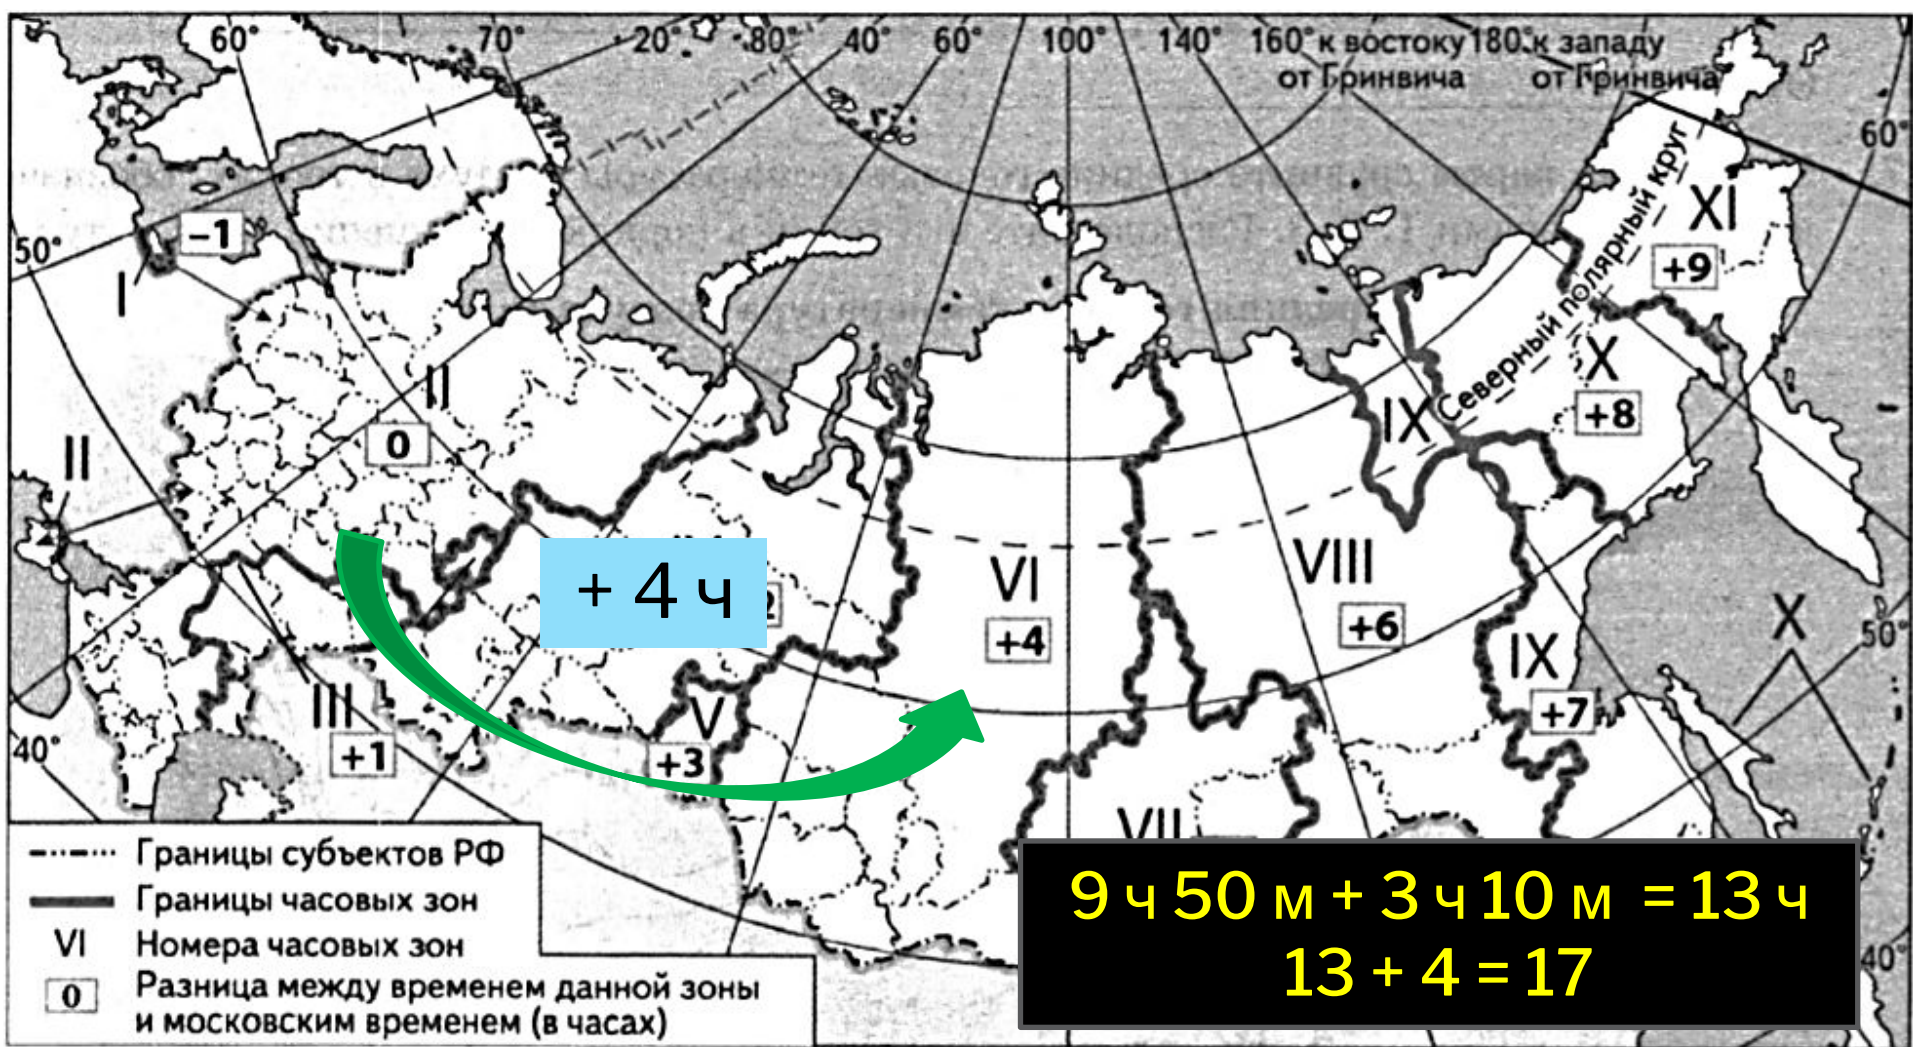 60° 70° 20° 80° 40° 60° 100° 140° 160° к востоку 180° к западу
от Гринвича от Гринвича
60°
Северный полярный круг
XI
+9
-1
50°
I
X
+8
II
0
IX
II
+ 4 ч
2
VI
+4
VIII
+6
X
50°
IX
+7
III
+1
V
+3
40°
VII
Границы субъектов РФ
Границы часовых зон
VI Номера часовых зон
0 Разница между временем данной зоны
и московским временем (в часах)
9 ч 50 м + 3 ч 10 м = 13 ч
13 + 4 = 17
40°